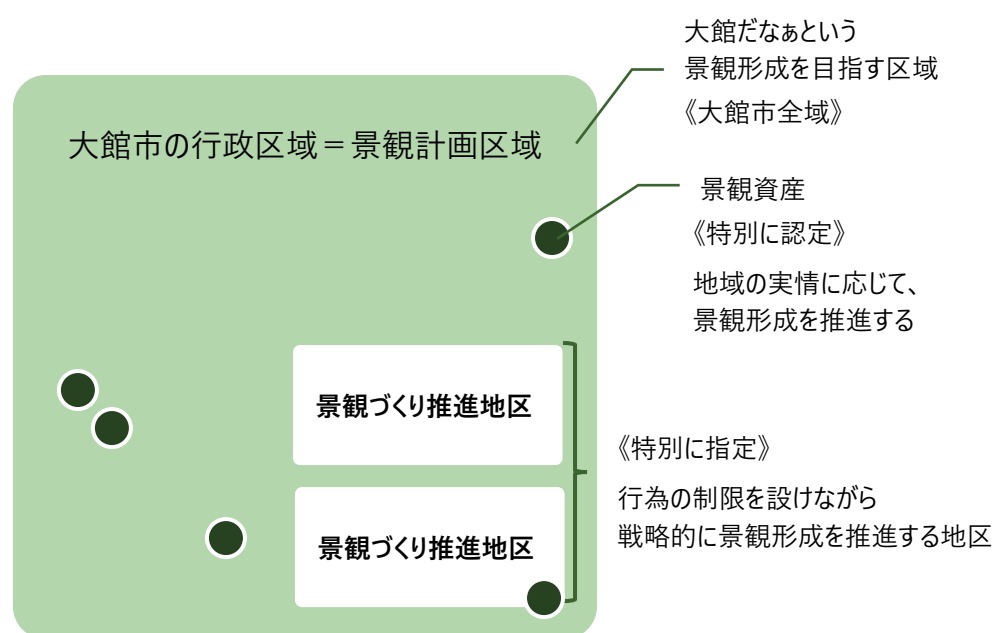 大館だなぁという
景観形成を目指す区域
《大館市全域》
大館市の行政区域＝景観計画区域
景観資産
《特別に認定》
地域の実情に応じて、
景観形成を推進する
景観づくり推進地区
《特別に指定》
行為の制限を設けながら
戦略的に景観形成を推進する地区
景観づくり推進地区